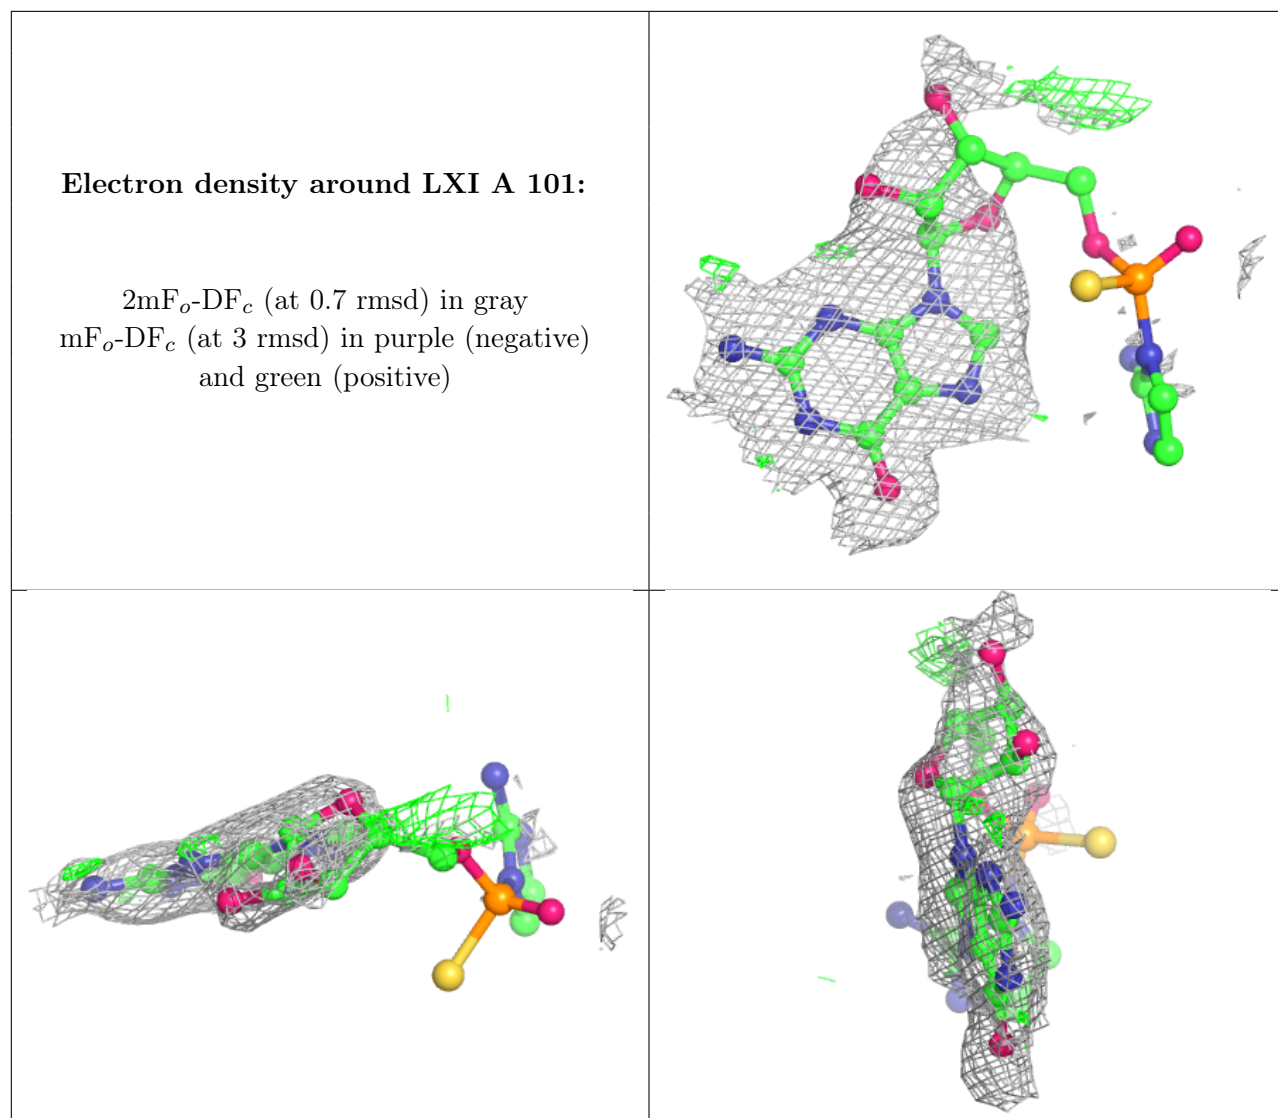 Electron density around LXI A 101:
2mFo-DFc (at 0.7 rmsd) in gray
mFo-DFc (at 3 rmsd) in purple (negative)
and green (positive)